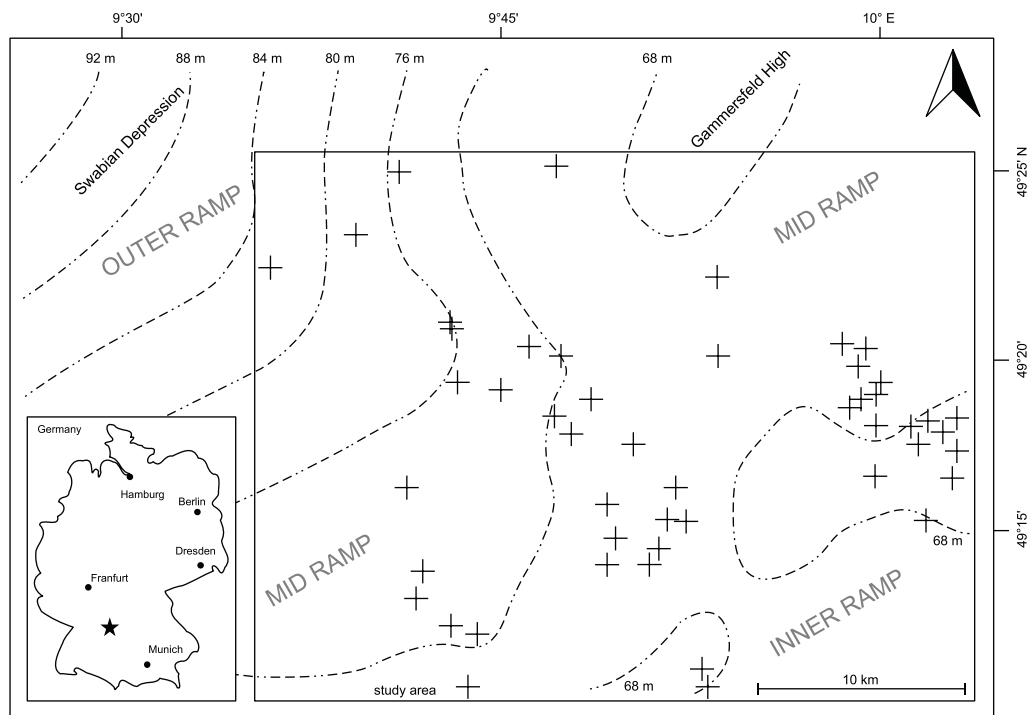 9°30'
9°45'
10° E
92 m
88 m
84 m
80 m
76 m
68 m
Gammersfeld High
Swabian Depression
49°25' N
OUTER RAMP
MID RAMP
49°20'
Germany
Hamburg
Berlin
Dresden
Franfurt
Munich
49°15'
68 m
MID RAMP
INNER RAMP
study area
68 m
10 km